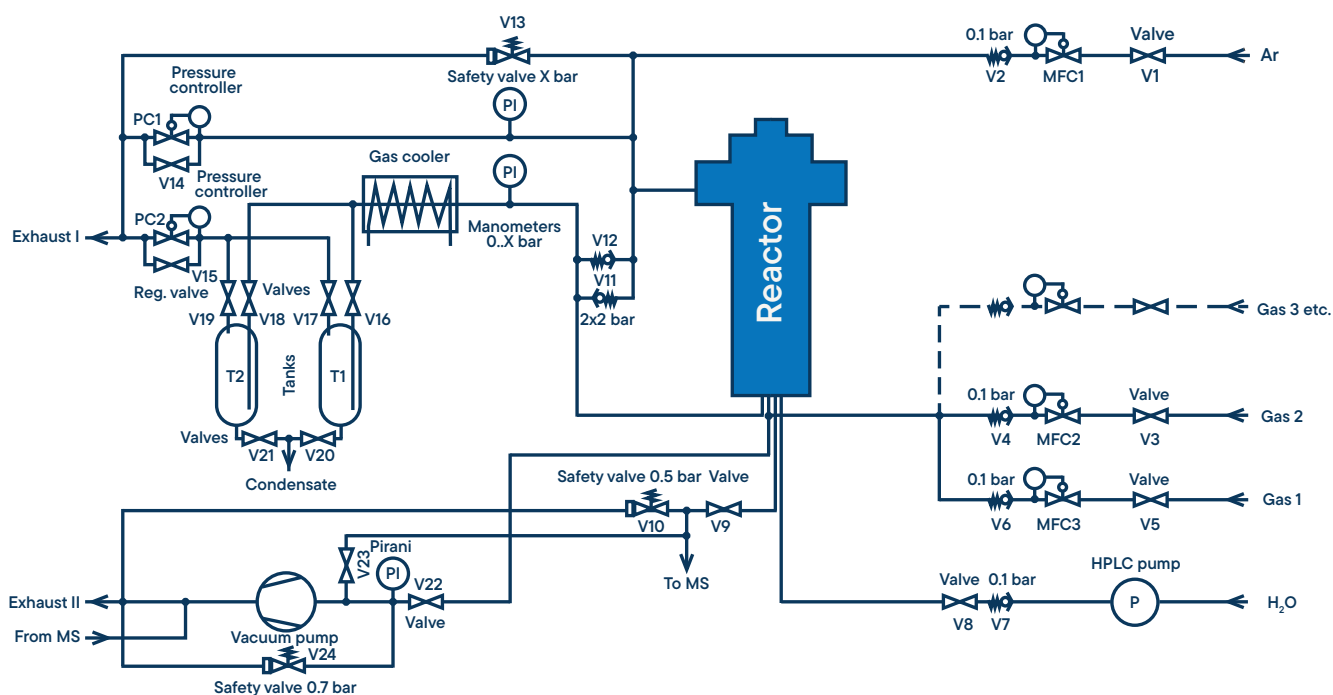 V13
0.1 bar
Valve
Ar
V2
MFC1
V1
Safety valve X bar
Pressure
controller
PI
PC1
V14
Pressure
controller
Gas cooler
PI
PC2
Exhaust I
Manometers
0..X bar
V12
V15
V11
Reg. valve
Valves
2x2 bar
V19
V18
V17
V16
Reactor
Gas 3 etc.
T2
Tanks
T1
0.1 bar
Valve
Gas 2
V4
MFC2
V3
Valves
V21
V20
Condensate
Safety valve 0.5 bar
Valve
0.1 bar
Valve
Gas 1
V6
MFC3
V5
V10
V9
Pirani
V23
PI
V22
To MS
HPLC pump
Valve
0.1 bar
P
H₂O
V8
V7
Exhaust II
Valve
From MS
Vacuum pump
V24
Safety valve 0.7 bar